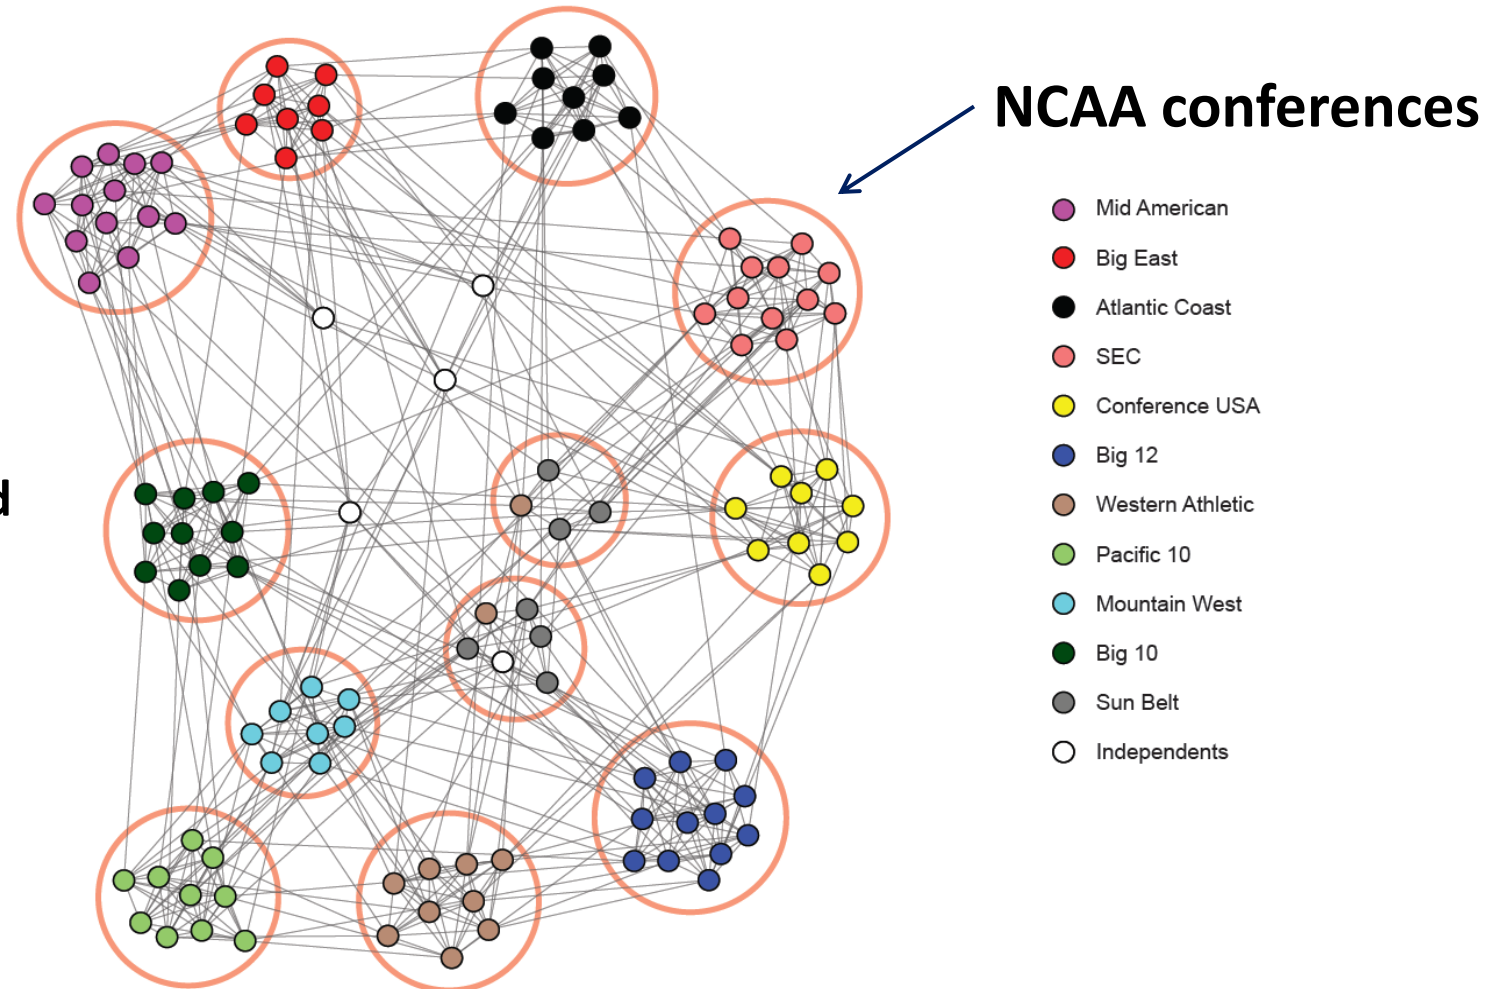 NCAA conferences
Mid American
Big East
Atlantic Coast
SEC
Conference USA
Big 12
Western Athletic
Pacific 10
Mountain West
Big 10
Sun Belt
Independents
d